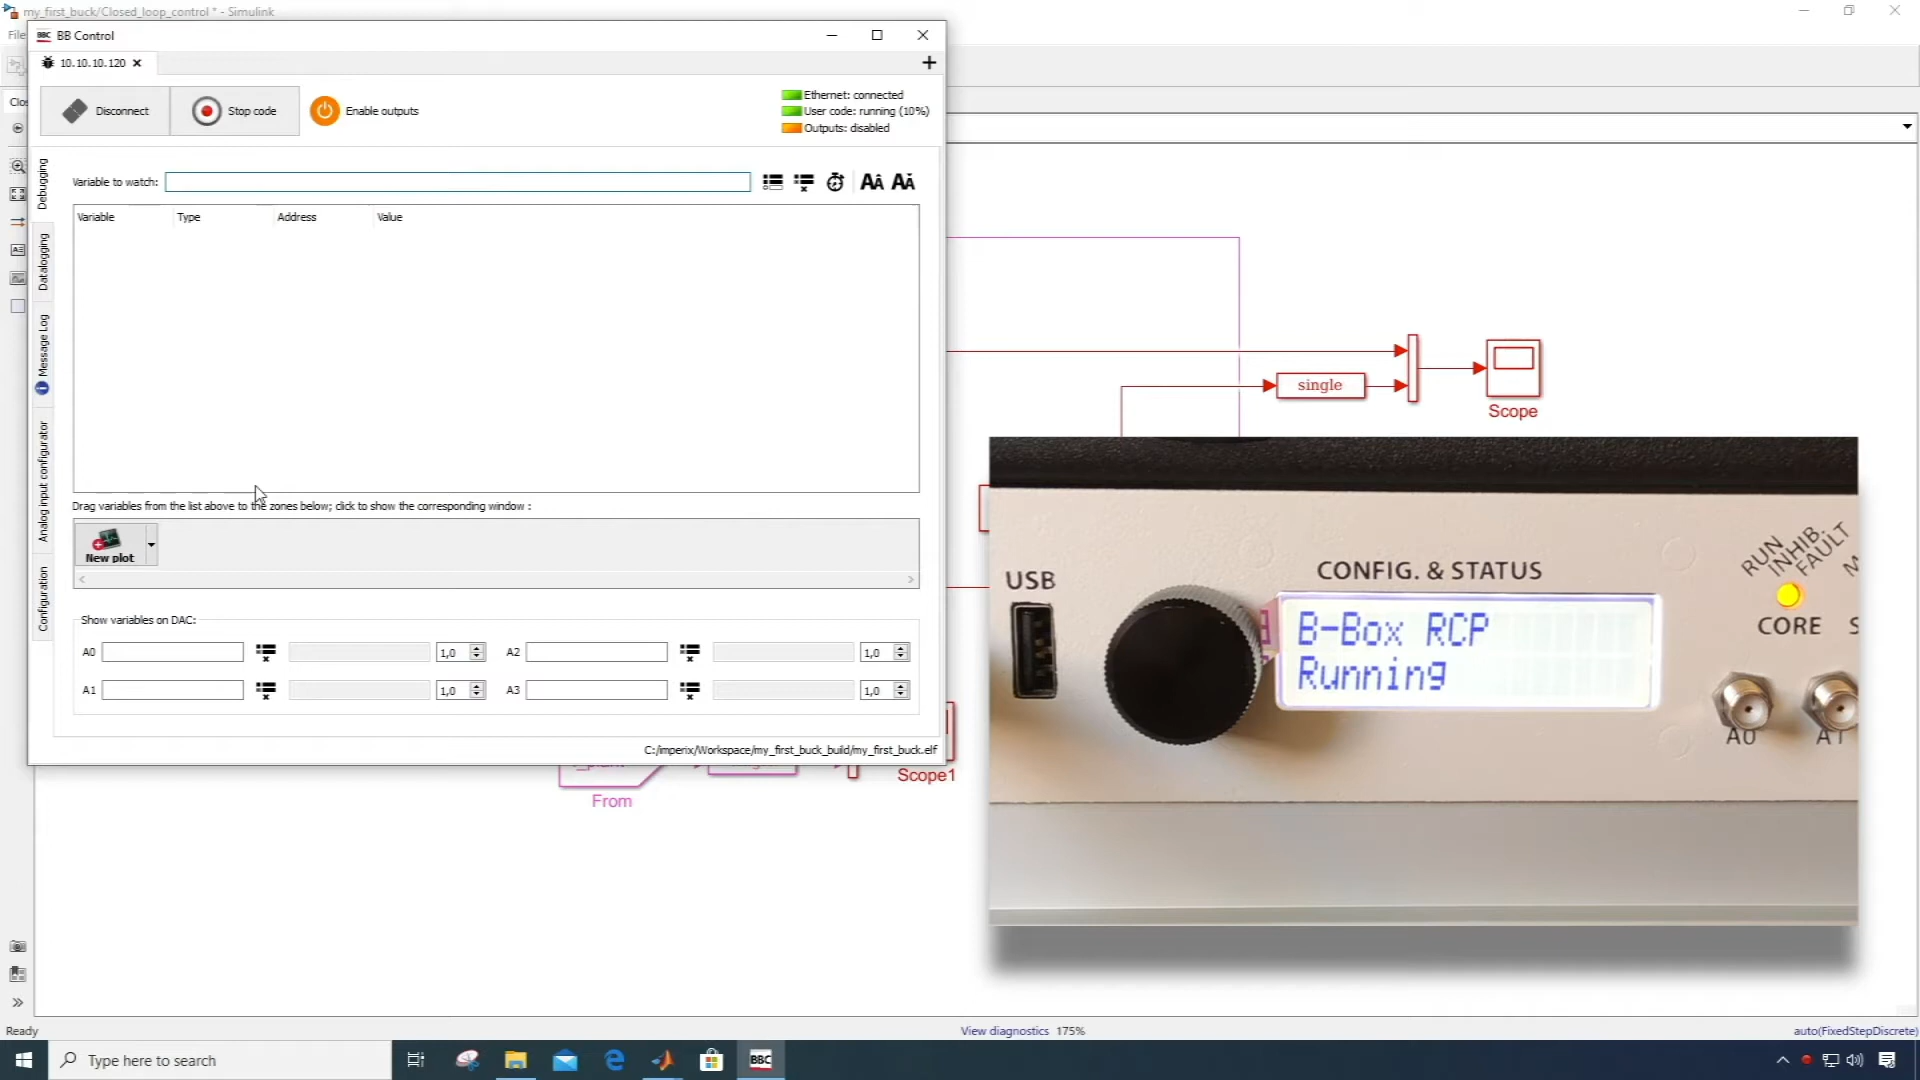 my_first_buck/Closed_loop_control * - Simulink
File
BBC BB Control
10.10.10.120
Disconnect
Stop code
Enable outputs
Ethernet: connected
User code: running (10%)
Outputs: disabled
Debugging
Datalogging
Message Log
Analog input configurator
Configuration
Variable to watch:
Variable Type Address Value
Drag variables from the list above to the zones below; click to show the corresponding window :
New plot
Show variables on DAC:
A0 1,0 A2 1,0
A1 1,0 A3 1,0
C:/imperix/Workspace/my_first_buck_build/my_first_buck.elf
single
Scope
Scope1
From
USB
CONFIG. & STATUS
B-Box RCP
Running
RUN
INHIB.
FAULT
CORE
A0
A1
Ready
View diagnostics 175%
auto(FixedStepDiscrete)
Type here to search
BBC